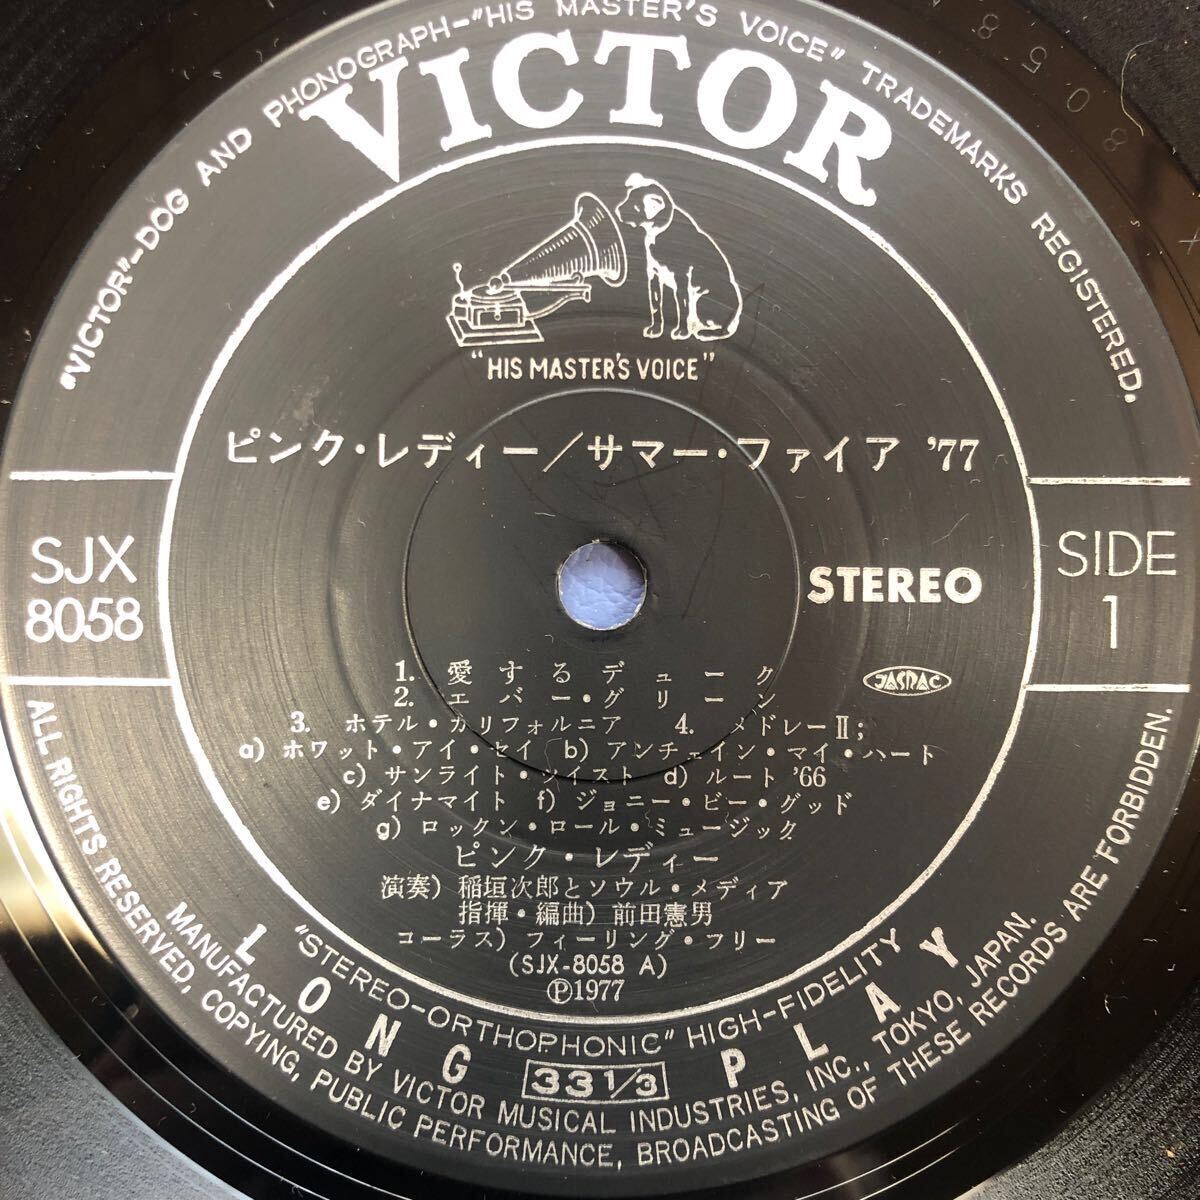 "VICTOR"-DOG AND PHONOGRAPH-"HIS MASTER'S VOICE" TRADEMARKS REGISTERED.
VICTOR
"HIS MASTER'S VOICE"
ピンク・レディー／サマー・ファイア '77
SJX
8058
SIDE
1
STEREO
JASRAC
1. 愛するデューク
2. エバー・グリーン
3. ホテル・カリフォルニア 4. メドレーⅡ;
a) ホワット・アイ・セイ b) アンチェイン・マイ・ハート
c) サンライト・ツイスト d) ルート '66
e) ダイナマイト f) ジョニー・ビー・グッド
g) ロックン・ロール・ミュージック
ピンク・レディー
演奏) 稲垣次郎とソウル・メディア
指揮・編曲) 前田憲男
コーラス) フィーリング・フリー
(SJX-8058 A)
Ⓟ1977
"STEREO-ORTHOPHONIC" HIGH-FIDELITY
LONG 33 1/3 PLAY
MANUFACTURED BY VICTOR MUSICAL INDUSTRIES, INC., TOKYO, JAPAN.
ALL RIGHTS RESERVED, COPYING, PUBLIC PERFORMANCE, BROADCASTING OF THESE RECORDS ARE FORBIDDEN.